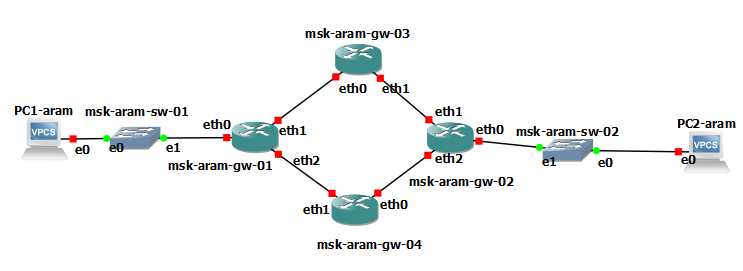 msk-aram-gw-03
eth0
eth1
PC1-aram
VPCS
e0
msk-aram-sw-01
e0
e1
eth0
eth1
msk-aram-gw-01
eth2
eth1
eth0
msk-aram-gw-04
eth1
eth0
eth2
msk-aram-gw-02
msk-aram-sw-02
e1
e0
PC2-aram
VPCS
e0